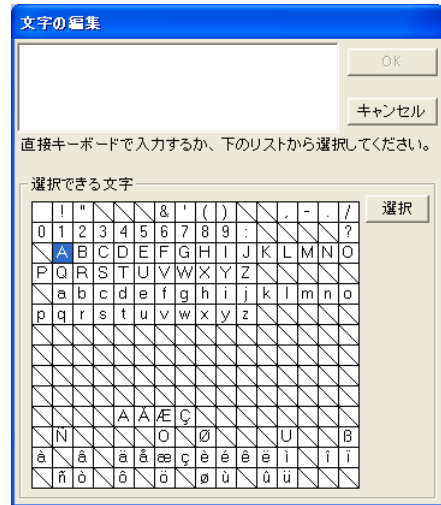 文字の編集
OK
キャンセル
直接キーボードで入力するか、下のリストから選択してください。
選択できる文字
選択
! " & ' ( ) , - . /
0 1 2 3 4 5 6 7 8 9 : ?
A B C D E F G H I J K L M N O
P Q R S T U V W X Y Z
a b c d e f g h i j k l m n o
p q r s t u v w x y z
A Å Æ Ç
Ñ O Ø U ß
à â ä å æ ç è é ê ë ì î ï
ñ ò ô ö ø ù û ü